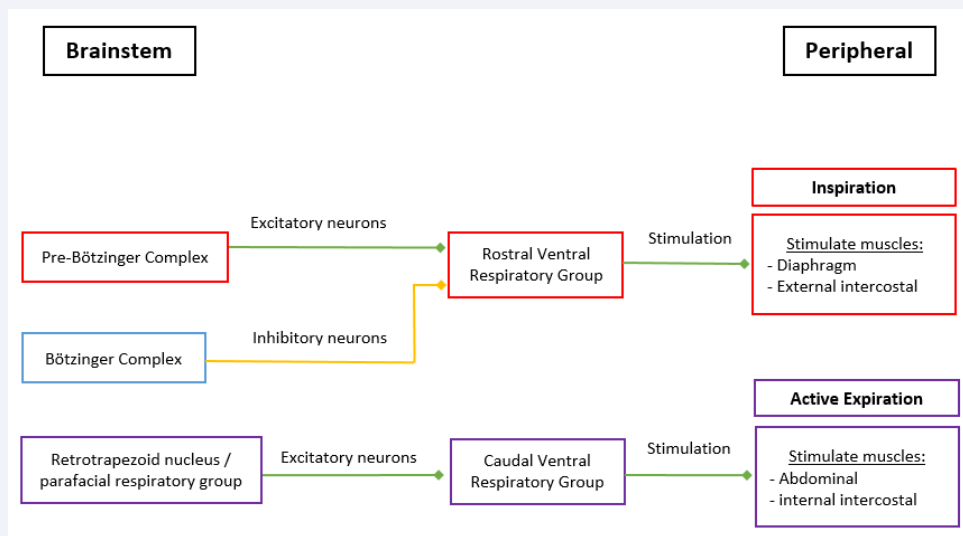 Brainstem
Peripheral
Inspiration
Excitatory neurons
Stimulation
Pre-Bötzinger Complex
Rostral Ventral
Respiratory Group
Stimulate muscles:
- Diaphragm
- External intercostal
Inhibitory neurons
Bötzinger Complex
Active Expiration
Retrotrapezoid nucleus /
parafacial respiratory group
Excitatory neurons
Caudal Ventral
Respiratory Group
Stimulation
Stimulate muscles:
- Abdominal
- internal intercostal